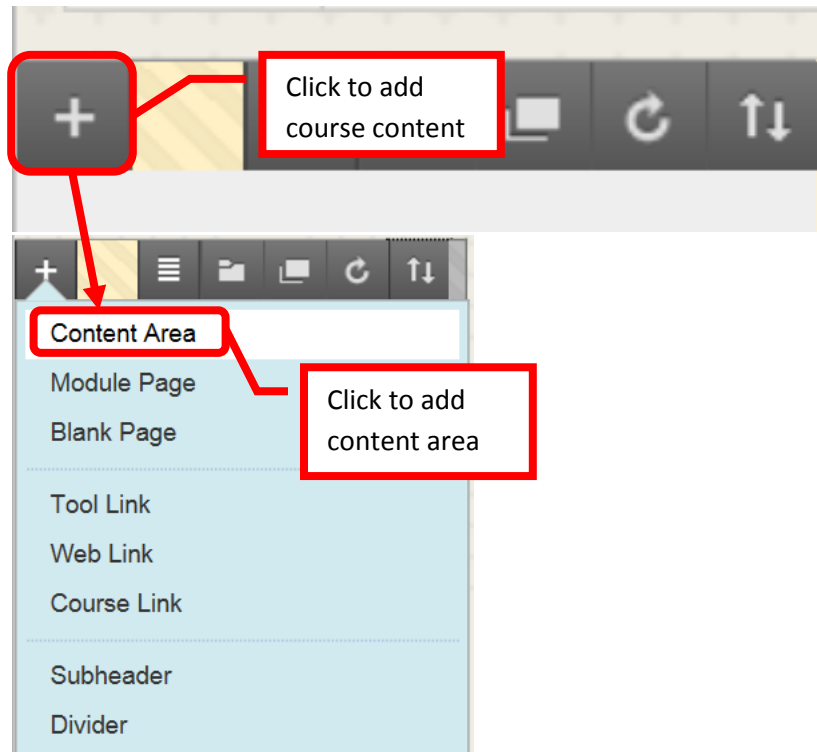 Click to add
course content
Content Area
Module Page
Click to add
content area
Blank Page
Tool Link
Web Link
Course Link
Subheader
Divider